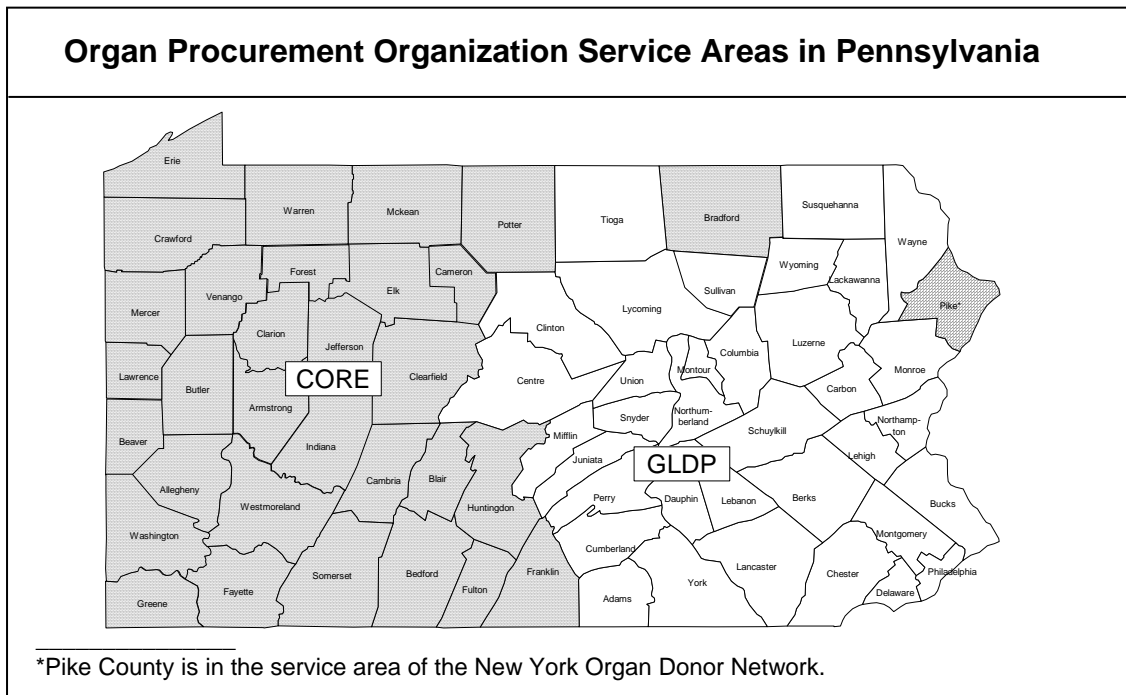 Organ Procurement Organization Service Areas in Pennsylvania
Erie
Warren
Mckean
Potter
Tioga
Bradford
Susquehanna
Wayne
Crawford
Forest
Elk
Cameron
Wyoming
Lackawanna
Venango
Sullivan
Mercer
Lycoming
Pike*
Clarion
Clinton
Jefferson
Columbia
Luzerne
Lawrence
Butler
CORE
Clearfield
Centre
Union
Montour
Carbon
Monroe
Armstrong
Snyder
Northum-
berland
Northamp-
ton
Beaver
Indiana
Mifflin
Schuylkill
Juniata
GLDP
Lehigh
Allegheny
Westmoreland
Cambria
Blair
Huntingdon
Perry
Dauphin
Lebanon
Berks
Bucks
Washington
Montgomery
Cumberland
Greene
Fayette
Somerset
Bedford
Fulton
Franklin
Adams
York
Lancaster
Chester
Delaware
Philadelphia
*Pike County is in the service area of the New York Organ Donor Network.